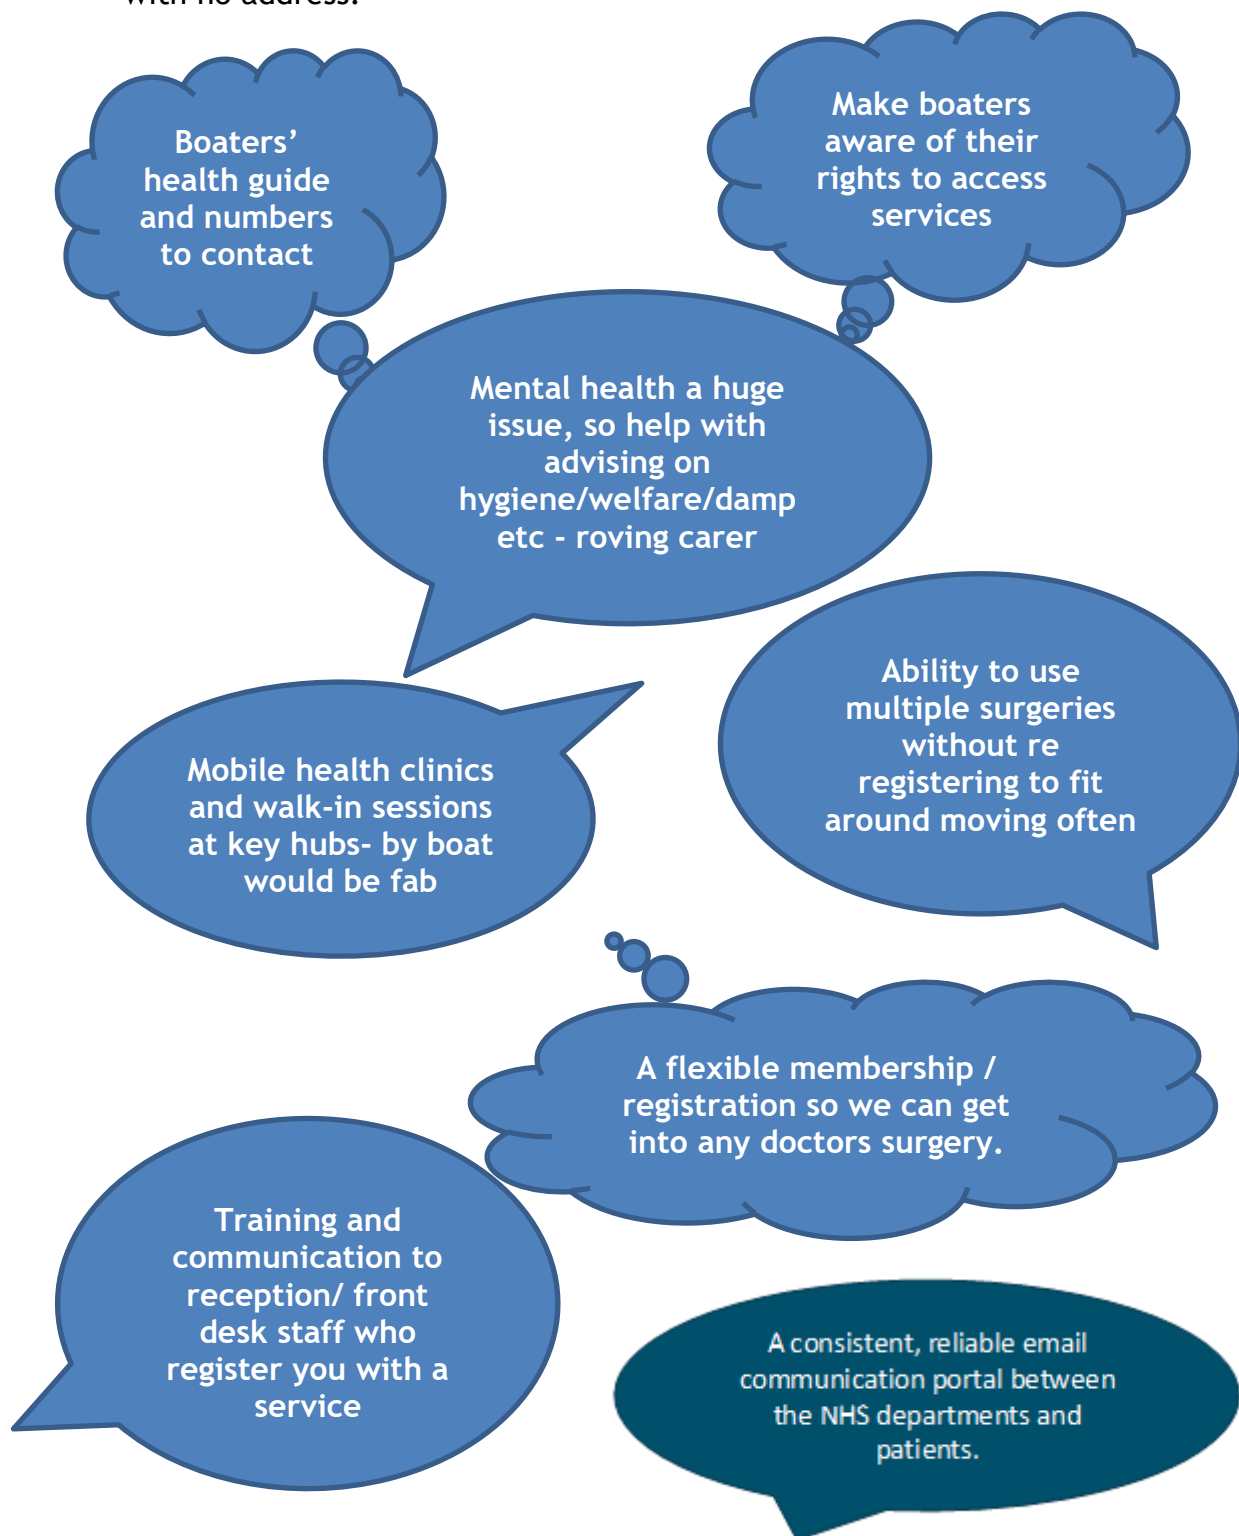 with no address.
Boaters’
health guide
and numbers
to contact
Make boaters
aware of their
rights to access
services
Mental health a huge
issue, so help with
advising on
hygiene/welfare/damp
etc - roving carer
Ability to use
multiple surgeries
without re
registering to fit
around moving often
Mobile health clinics
and walk-in sessions
at key hubs- by boat
would be fab
A flexible membership /
registration so we can get
into any doctors surgery.
Training and
communication to
reception/ front
desk staff who
register you with a
service
A consistent, reliable email
communication portal between
the NHS departments and
patients.